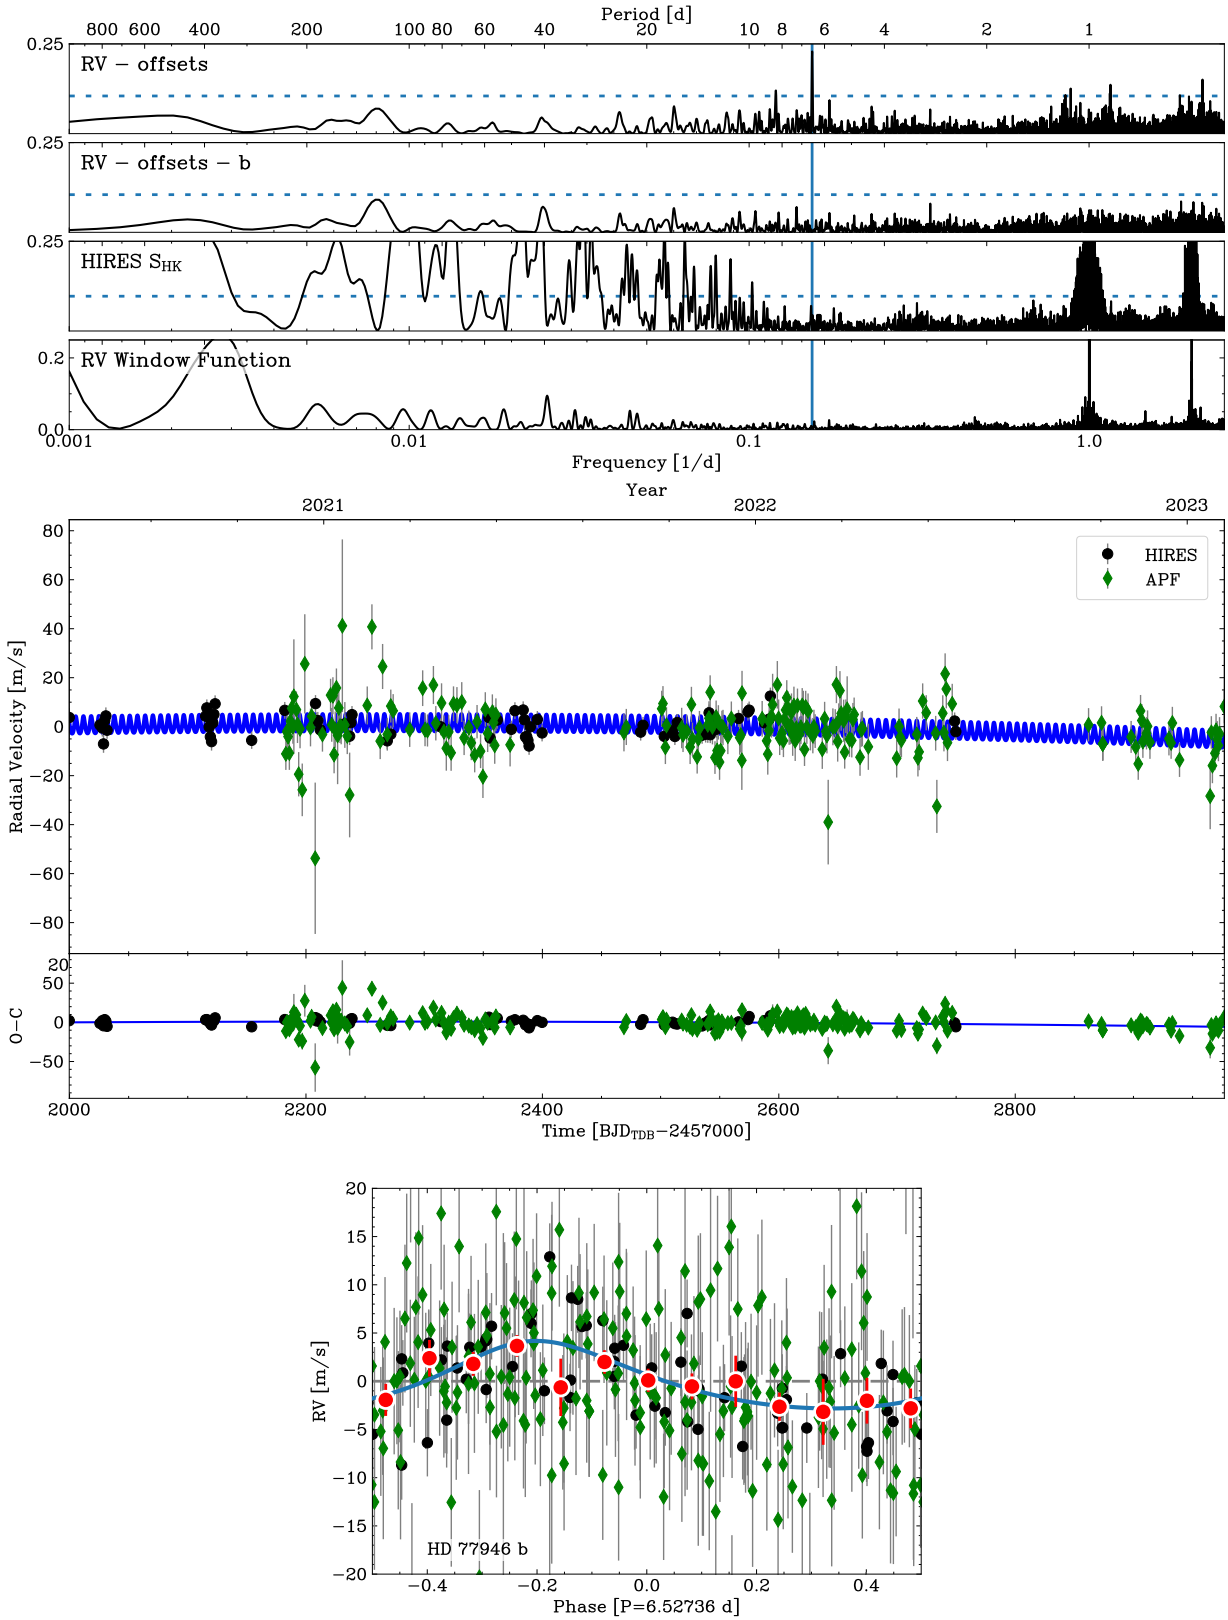 Period [d]
800 600 400 200 100 80 60 40 20 10 8 6 4 2 1
0.25
RV − offsets
0.25
RV − offsets − b
0.25
HIRES S_HK
0.2
RV Window Function
0.0
0.001 0.01 0.1 1.0
Frequency [1/d]
Year
2021 2022 2023
80
60
40
20
0
−20
−40
−60
−80
Radial Velocity [m/s]
HIRES
APF
20
50
0
−50
O−C
2000 2200 2400 2600 2800
Time [BJD_TDB−2457000]
20
15
10
5
0
−5
−10
−15
−20
RV [m/s]
HD 77946 b
−0.4 −0.2 0.0 0.2 0.4
Phase [P=6.52736 d]